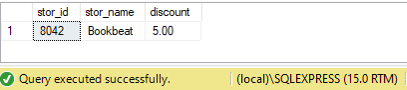 stor_id stor_name discount
1 8042 Bookbeat 5.00
Query executed successfully. (local)\SQLEXPRESS (15.0 RTM)